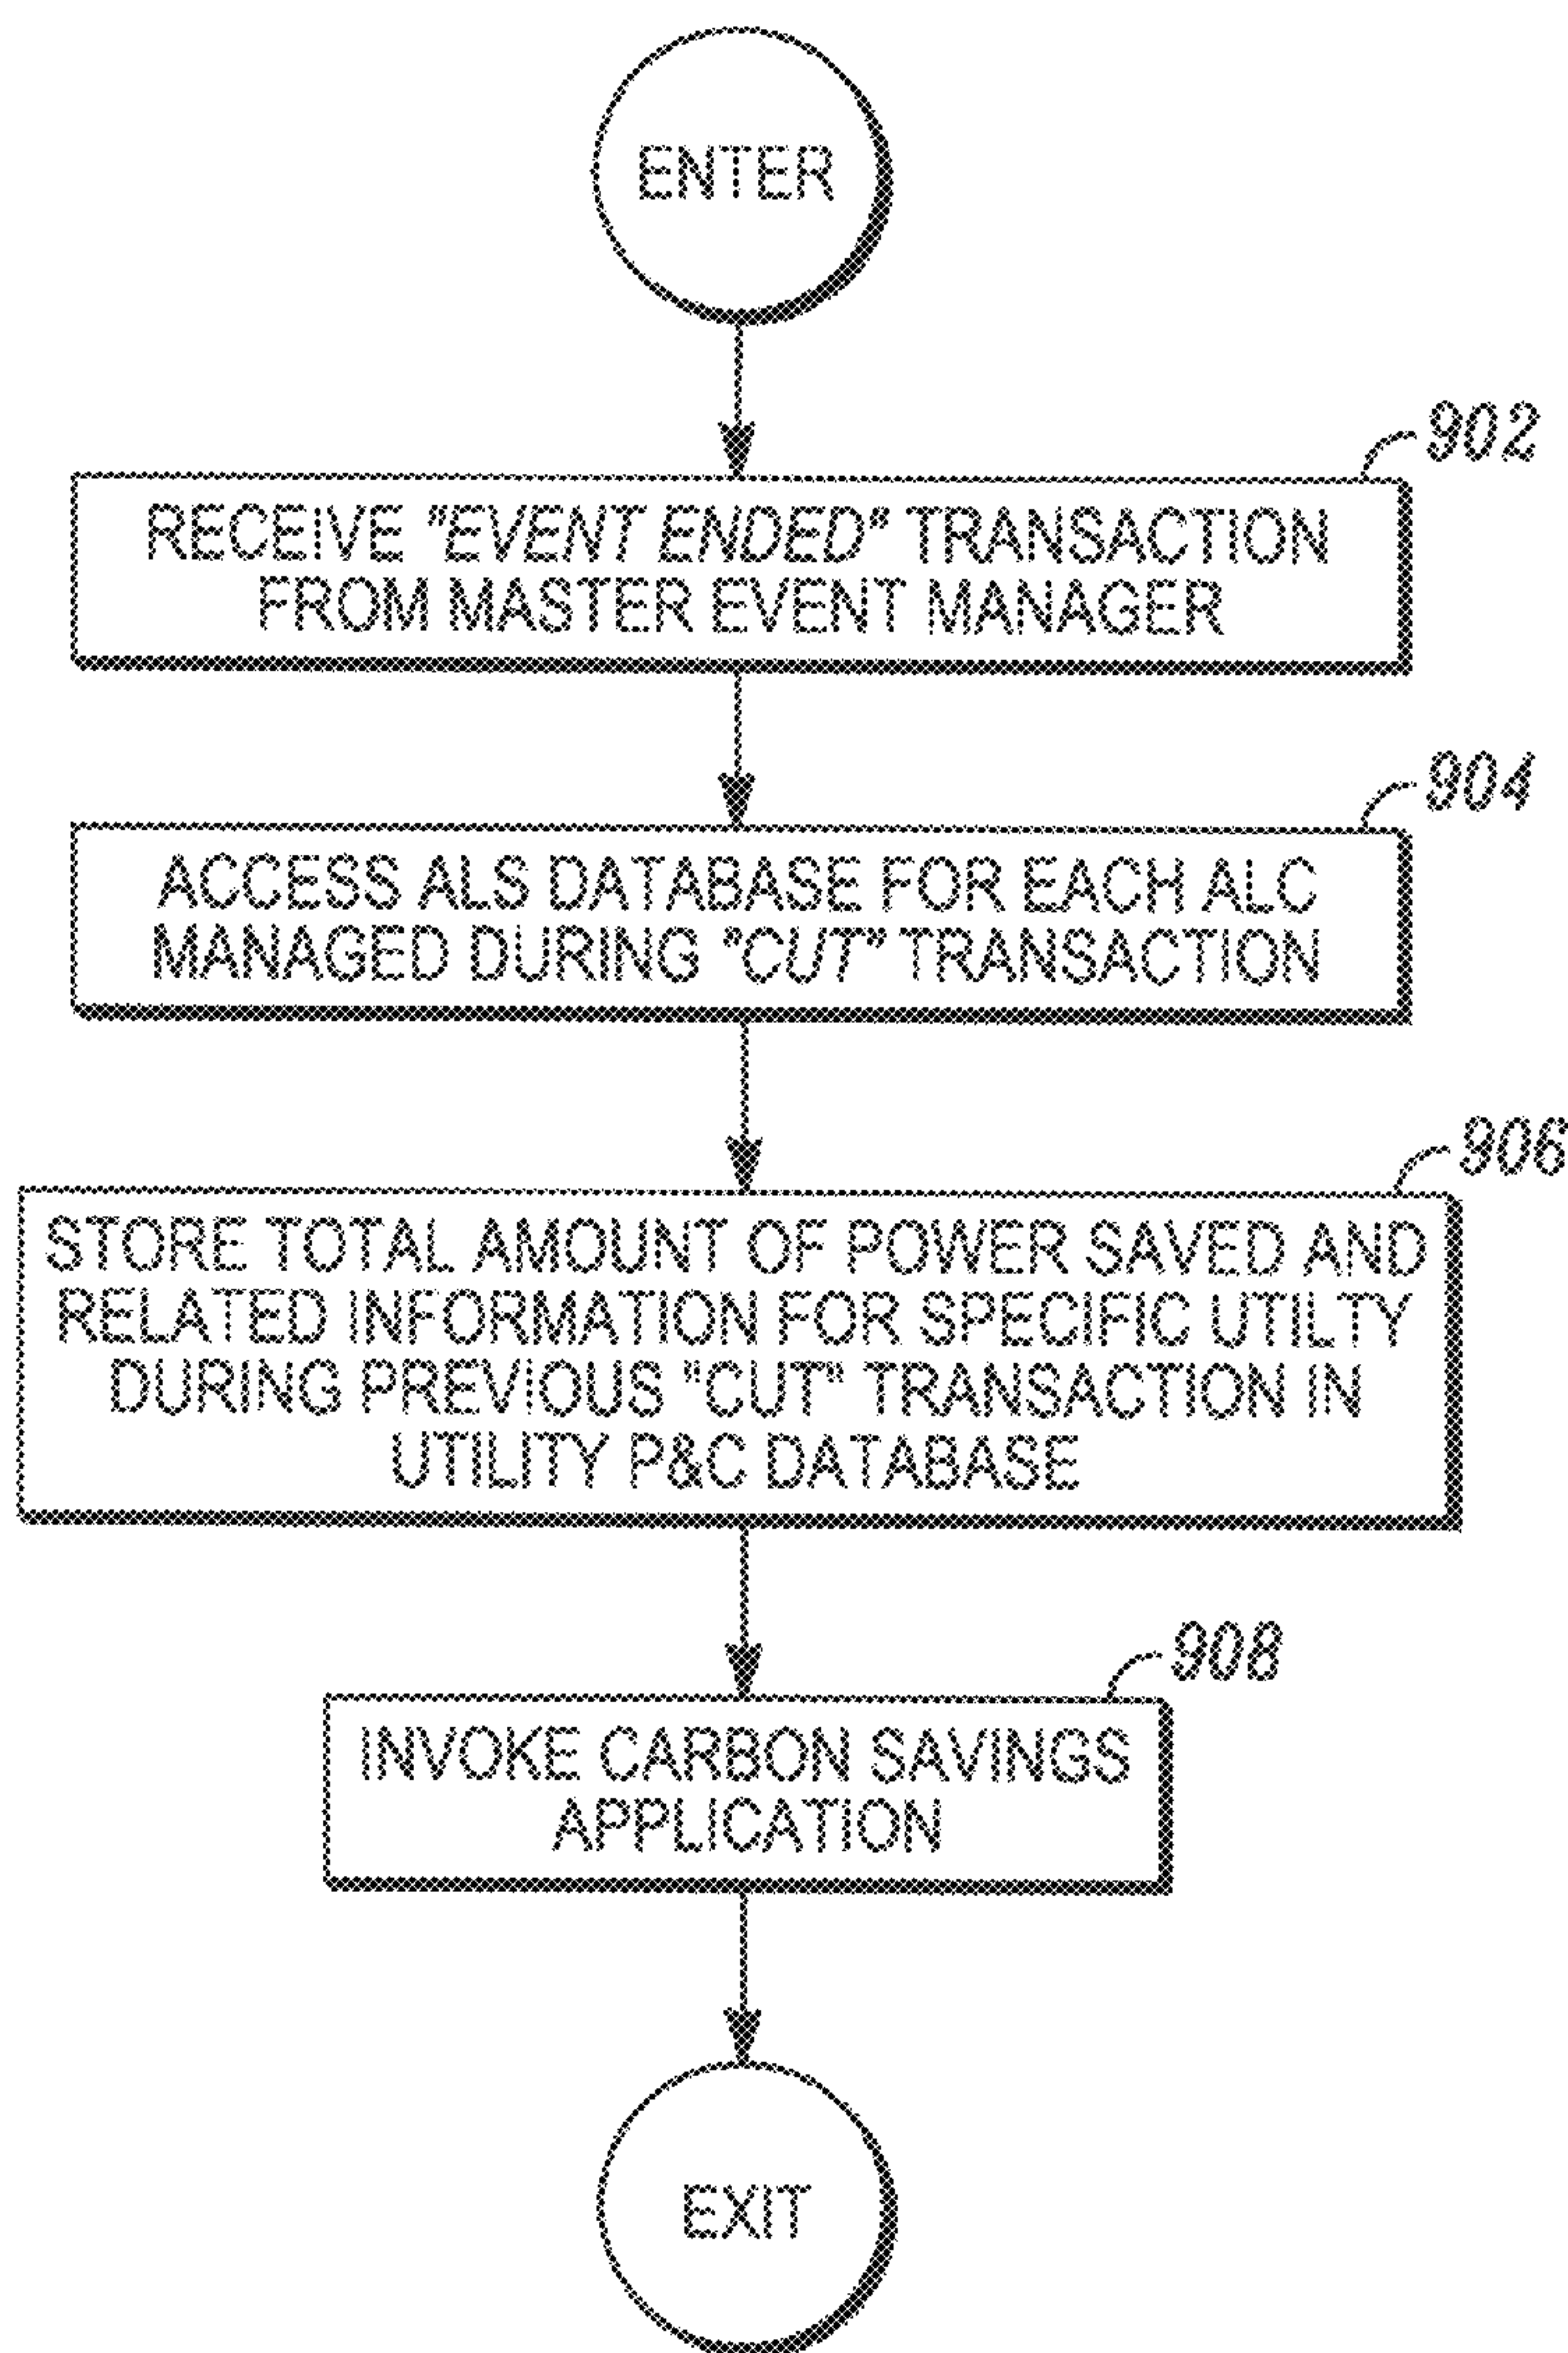 ENTER
902
RECEIVE "EVENT ENDED" TRANSACTION
FROM MASTER EVENT MANAGER
904
ACCESS ALS DATABASE FOR EACH ALC
MANAGED DURING "CUT" TRANSACTION
906
STORE TOTAL AMOUNT OF POWER SAVED AND
RELATED INFORMATION FOR SPECIFIC UTILTY
DURING PREVIOUS "CUT" TRANSACTION IN
UTILITY P&C DATABASE
908
INVOKE CARBON SAVINGS
APPLICATION
EXIT